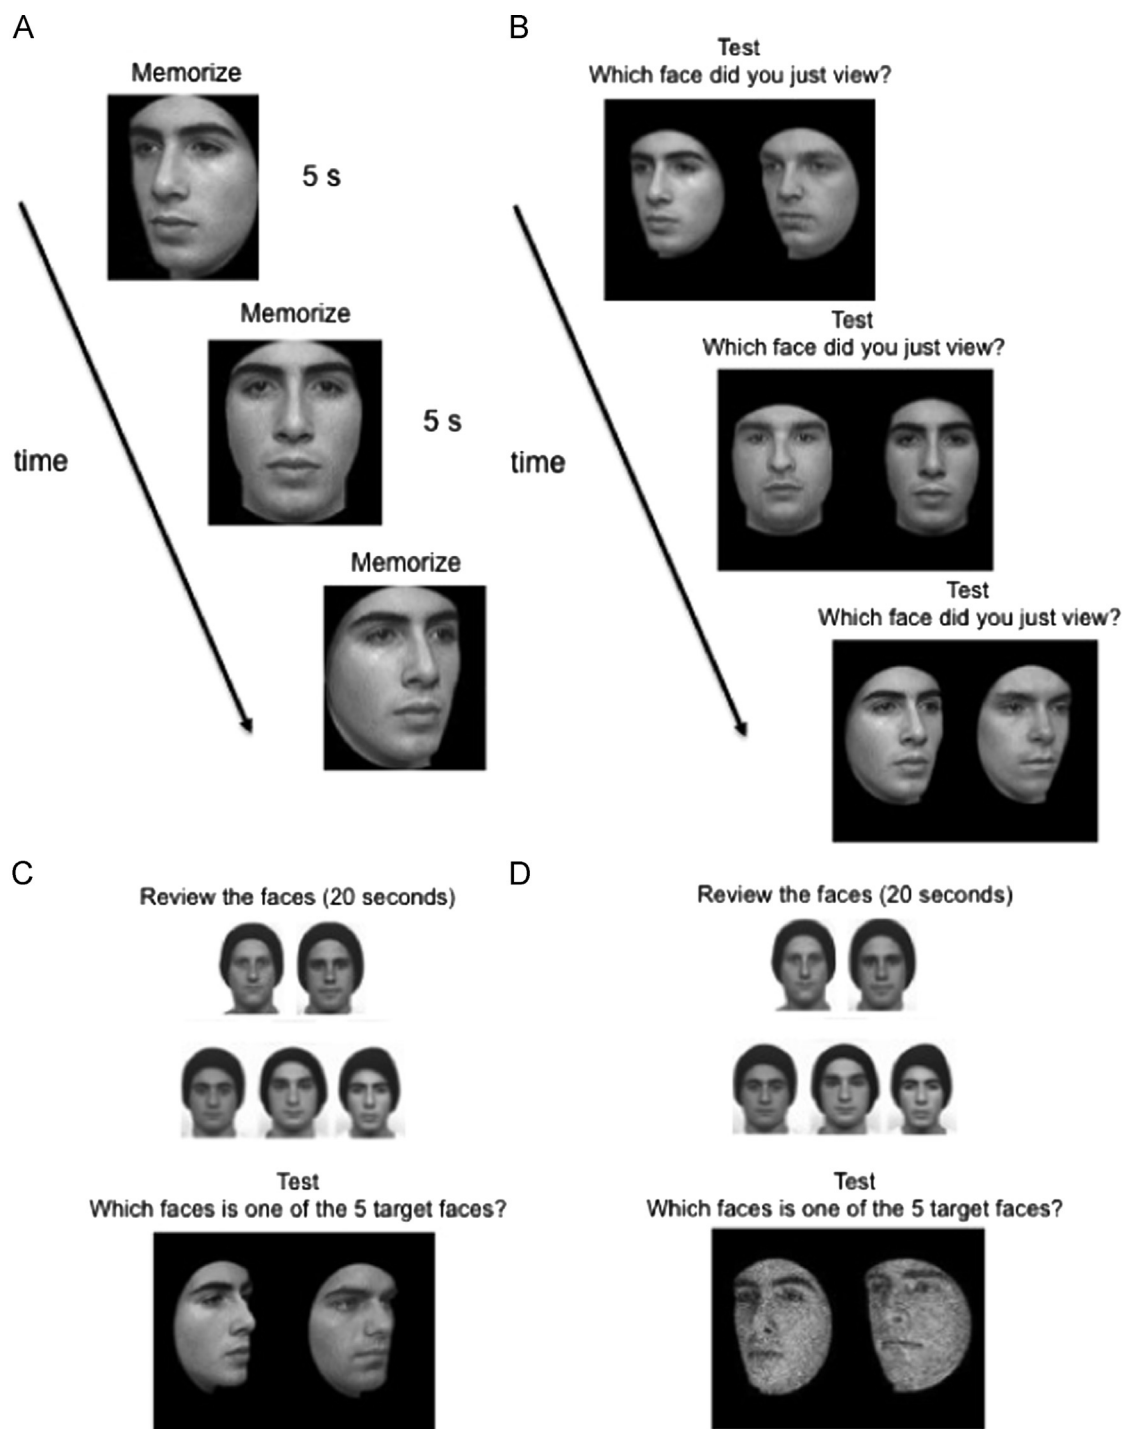 A
Memorize
5 s
Memorize
5 s
time
Memorize
B
Test
Which face did you just view?
Test
Which face did you just view?
time
Test
Which face did you just view?
C
Review the faces (20 seconds)
Test
Which faces is one of the 5 target faces?
D
Review the faces (20 seconds)
Test
Which faces is one of the 5 target faces?